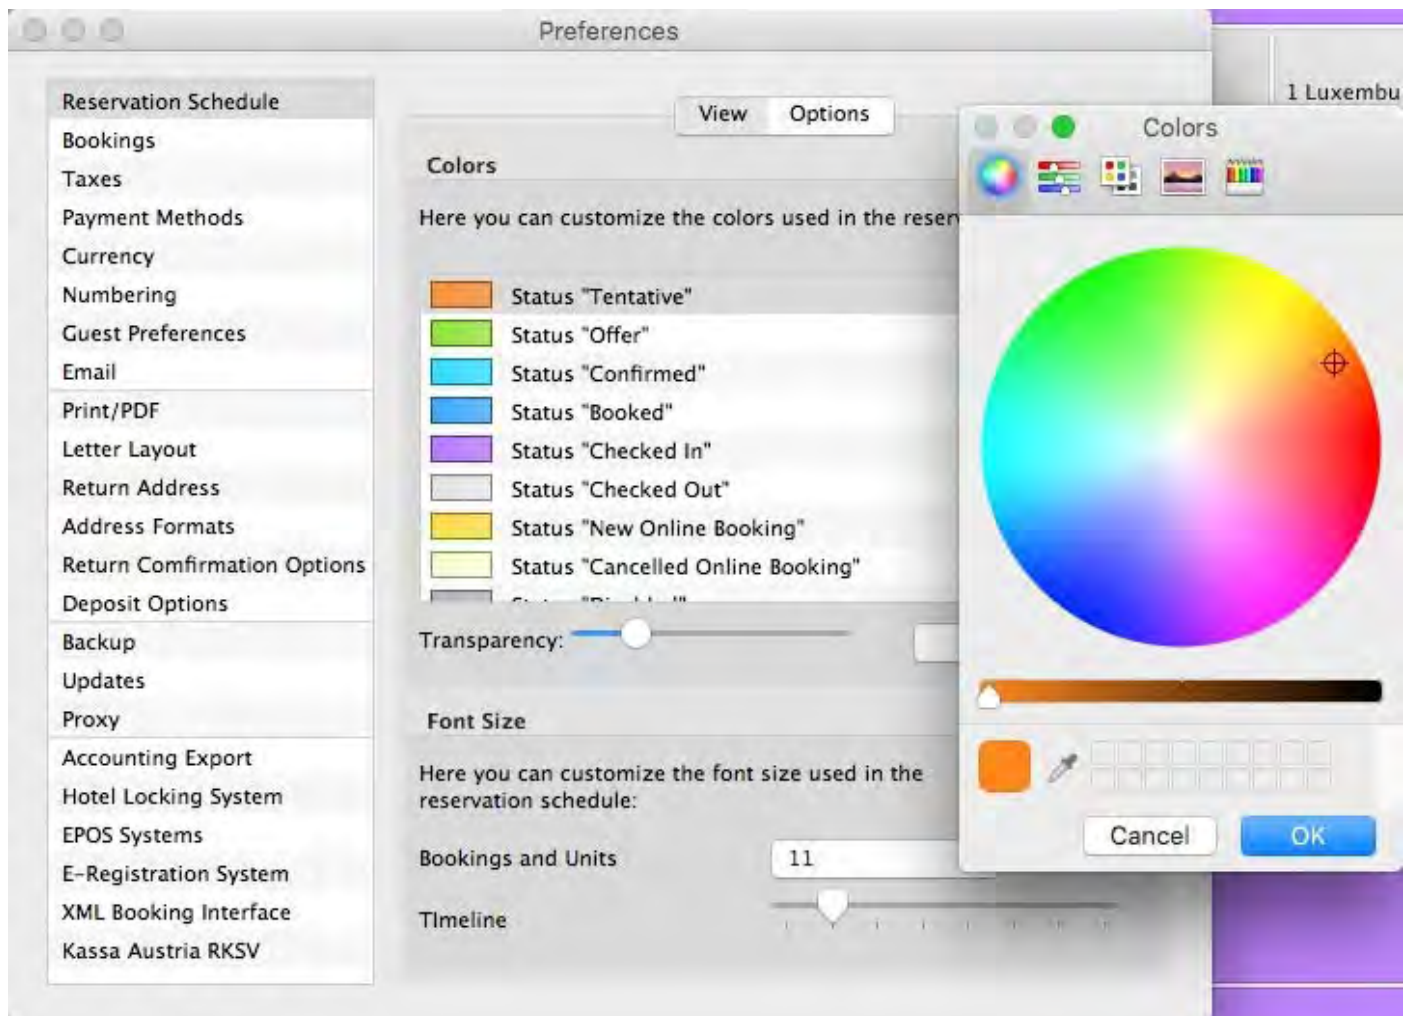 Preferences
Reservation Schedule
Bookings
Taxes
Payment Methods
Currency
Numbering
Guest Preferences
Email
Print/PDF
Letter Layout
Return Address
Address Formats
Return Comfirmation Options
Deposit Options
Backup
Updates
Proxy
Accounting Export
Hotel Locking System
EPOS Systems
E-Registration System
XML Booking Interface
Kassa Austria RKSV
View Options
Colors
Here you can customize the colors used in the reser
Status "Tentative"
Status "Offer"
Status "Confirmed"
Status "Booked"
Status "Checked In"
Status "Checked Out"
Status "New Online Booking"
Status "Cancelled Online Booking"
Transparency:
Font Size
Here you can customize the font size used in the
reservation schedule:
Bookings and Units 11
TImeline
1 Luxembu
Colors
Cancel OK